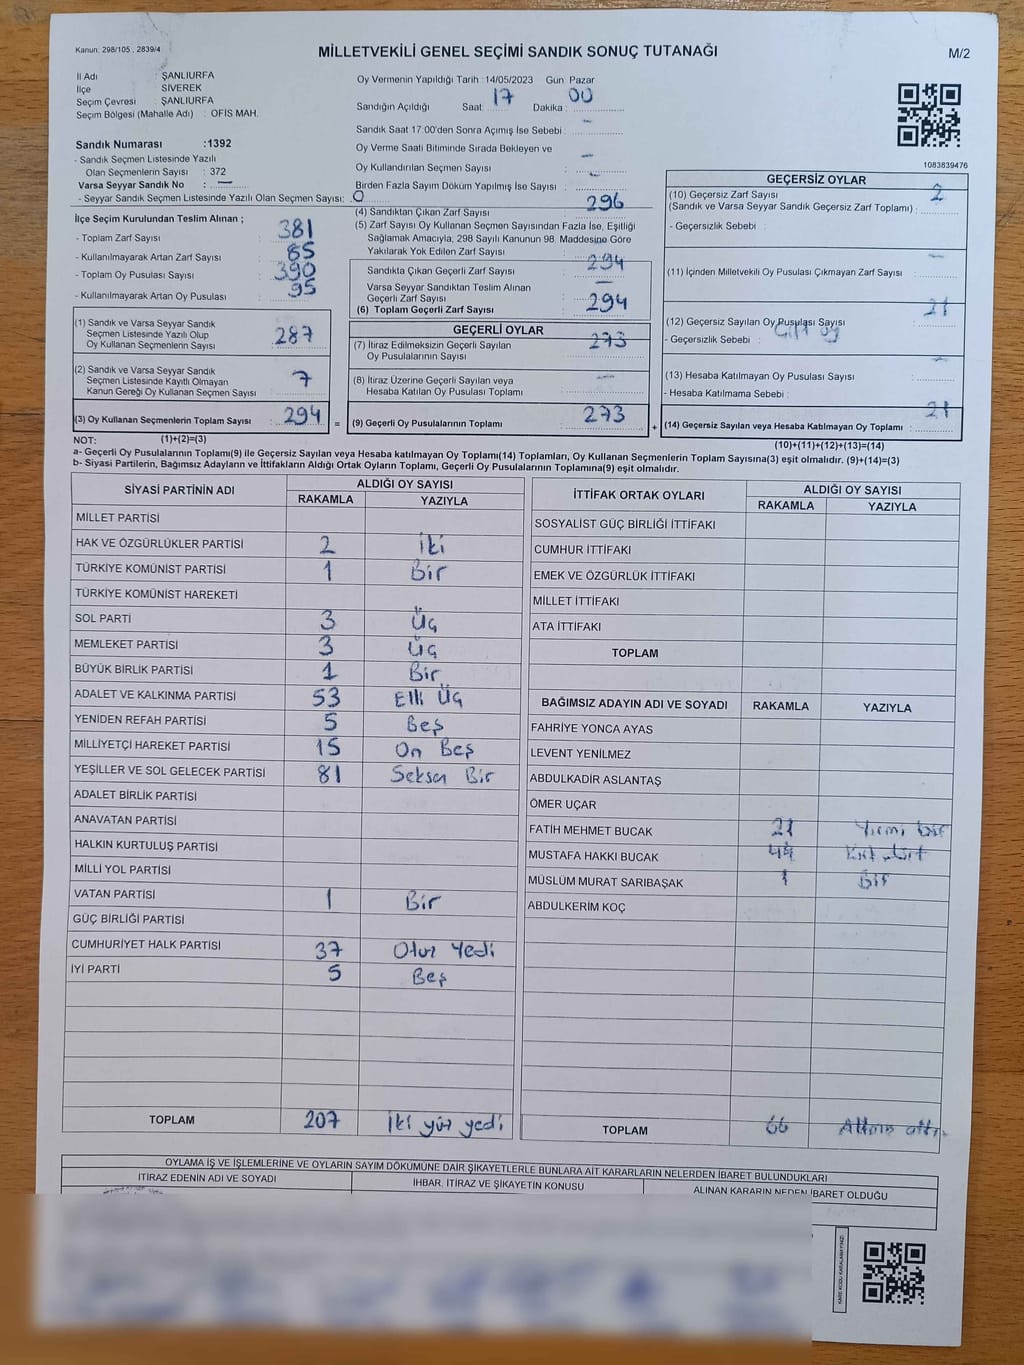 Kanun: 298/105 , 2839/4
MİLLETVEKİLİ GENEL SEÇİMİ SANDIK SONUÇ TUTANAĞI
M/2
İl Adı : ŞANLIURFA
İlçe : SİVEREK
Seçim Çevresi : ŞANLIURFA
Seçim Bölgesi (Mahalle Adı) : OFİS MAH.
Sandık Numarası :1392
- Sandık Seçmen Listesinde Yazılı
Olan Seçmenlerin Sayısı : 372
Varsa Seyyar Sandık No : —
- Seyyar Sandık Seçmen Listesinde Yazılı Olan Seçmen Sayısı: 0
İlçe Seçim Kurulundan Teslim Alınan ;
- Toplam Zarf Sayısı : 381
- Kullanılmayarak Artan Zarf Sayısı : 85
- Toplam Oy Pusulası Sayısı : 390
- Kullanılmayarak Artan Oy Pusulası : 95
(1) Sandık ve Varsa Seyyar Sandık
Seçmen Listesinde Yazılı Olup
Oy Kullanan Seçmenlerin Sayısı : 287
(2) Sandık ve Varsa Seyyar Sandık
Seçmen Listesinde Kayıtlı Olmayan
Kanun Gereği Oy Kullanan Seçmen Sayısı : 7
(3) Oy Kullanan Seçmenlerin Toplam Sayısı : 294
Oy Vermenin Yapıldığı Tarih : 14/05/2023 Gun Pazar
Sandığın Açıldığı Saat: 17 Dakika : 00
Sandık Saat 17:00'den Sonra Açımış İse Sebebi : —
Oy Verme Saati Bitiminde Sırada Bekleyen ve
Oy Kullandırılan Seçmen Sayısı : —
Birden Fazla Sayım Döküm Yapılmış İse Sayısı : —
(4) Sandıktan Çıkan Zarf Sayısı : 296
(5) Zarf Sayısı Oy Kullanan Seçmen Sayısından Fazla İse, Eşitliği
Sağlamak Amacıyla, 298 Sayılı Kanunun 98. Maddesine Göre
Yakılarak Yok Edilen Zarf Sayısı :
Sandıkta Çıkan Geçerli Zarf Sayısı : 294
Varsa Seyyar Sandıktan Teslim Alınan
Geçerli Zarf Sayısı : —
(6) Toplam Geçerli Zarf Sayısı : 294
GEÇERLİ OYLAR
(7) İtiraz Edilmeksizin Geçerli Sayılan
Oy Pusulalarının Sayısı : 273
(8) İtiraz Üzerine Geçerli Sayılan veya
Hesaba Katılan Oy Pusulası Toplamı : —
= (9) Geçerli Oy Pusulalarının Toplamı : 273
1083839476
GEÇERSİZ OYLAR
(10) Geçersiz Zarf Sayısı
(Sandık ve Varsa Seyyar Sandık Geçersiz Zarf Toplamı) : 2
- Geçersizlik Sebebi :
(11) İçinden Milletvekili Oy Pusulası Çıkmayan Zarf Sayısı : —
(12) Geçersiz Sayılan Oy Pusulası Sayısı : 21
- Geçersizlik Sebebi : Çift oy
(13) Hesaba Katılmayan Oy Pusulası Sayısı : —
- Hesaba Katılmama Sebebi :
+ (14) Geçersiz Sayılan veya Hesaba Katılmayan Oy Toplamı : 21
NOT: (1)+(2)=(3)
(10)+(11)+(12)+(13)=(14)
a- Geçerli Oy Pusulalarının Toplamı(9) ile Geçersiz Sayılan veya Hesaba katılmayan Oy Toplamı(14) Toplamları, Oy Kullanan Seçmenlerin Toplam Sayısına(3) eşit olmalıdır. (9)+(14)=(3)
b- Siyasi Partilerin, Bağımsız Adayların ve İttifakların Aldığı Ortak Oyların Toplamı, Geçerli Oy Pusulalarının Toplamına(9) eşit olmalıdır.
SİYASİ PARTİNİN ADI ALDIĞI OY SAYISI
RAKAMLA YAZIYLA
MİLLET PARTİSİ
HAK VE ÖZGÜRLÜKLER PARTİSİ 2 İki
TÜRKİYE KOMÜNİST PARTİSİ 1 Bir
TÜRKİYE KOMÜNİST HAREKETİ
SOL PARTİ 3 Üç
MEMLEKET PARTİSİ 3 Üç
BÜYÜK BİRLİK PARTİSİ 1 Bir
ADALET VE KALKINMA PARTİSİ 53 Elli Üç
YENİDEN REFAH PARTİSİ 5 Beş
MİLLİYETÇİ HAREKET PARTİSİ 15 On Beş
YEŞİLLER VE SOL GELECEK PARTİSİ 81 Seksen Bir
ADALET BİRLİK PARTİSİ
ANAVATAN PARTİSİ
HALKIN KURTULUŞ PARTİSİ
MİLLİ YOL PARTİSİ
VATAN PARTİSİ 1 Bir
GÜÇ BİRLİĞİ PARTİSİ
CUMHURİYET HALK PARTİSİ 37 Otuz Yedi
İYİ PARTİ 5 Beş
TOPLAM 207 İki yüz yedi
İTTİFAK ORTAK OYLARI ALDIĞI OY SAYISI
RAKAMLA YAZIYLA
SOSYALİST GÜÇ BİRLİĞİ İTTİFAKI
CUMHUR İTTİFAKI
EMEK VE ÖZGÜRLÜK İTTİFAKI
MİLLET İTTİFAKI
ATA İTTİFAKI
TOPLAM
BAĞIMSIZ ADAYIN ADI VE SOYADI RAKAMLA YAZIYLA
FAHRİYE YONCA AYAS
LEVENT YENİLMEZ
ABDULKADİR ASLANTAŞ
ÖMER UÇAR
FATİH MEHMET BUCAK 21 Yirmi bir
MUSTAFA HAKKI BUCAK 44 Kırk dört
MÜSLÜM MURAT SARIBAŞAK 1 Bir
ABDULKERİM KOÇ
TOPLAM 66 Altmış altı
OYLAMA İŞ VE İŞLEMLERİNE VE OYLARIN SAYIM DÖKÜMÜNE DAİR ŞİKAYETLERLE BUNLARA AİT KARARLARIN NELERDEN İBARET BULUNDUKLARI
İTİRAZ EDENİN ADI VE SOYADI İHBAR, İTİRAZ VE ŞİKAYETİN KONUSU ALINAN KARARIN NEDEN İBARET OLDUĞU